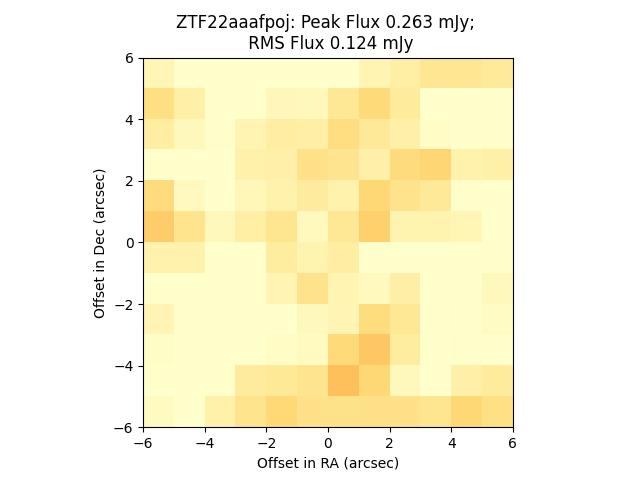 ZTF22aaafpoj: Peak Flux 0.263 mJy;
RMS Flux 0.124 mJy
6
4
2
0
−2
−4
−6
Offset in Dec (arcsec)
−6 −4 −2 0 2 4 6
Offset in RA (arcsec)